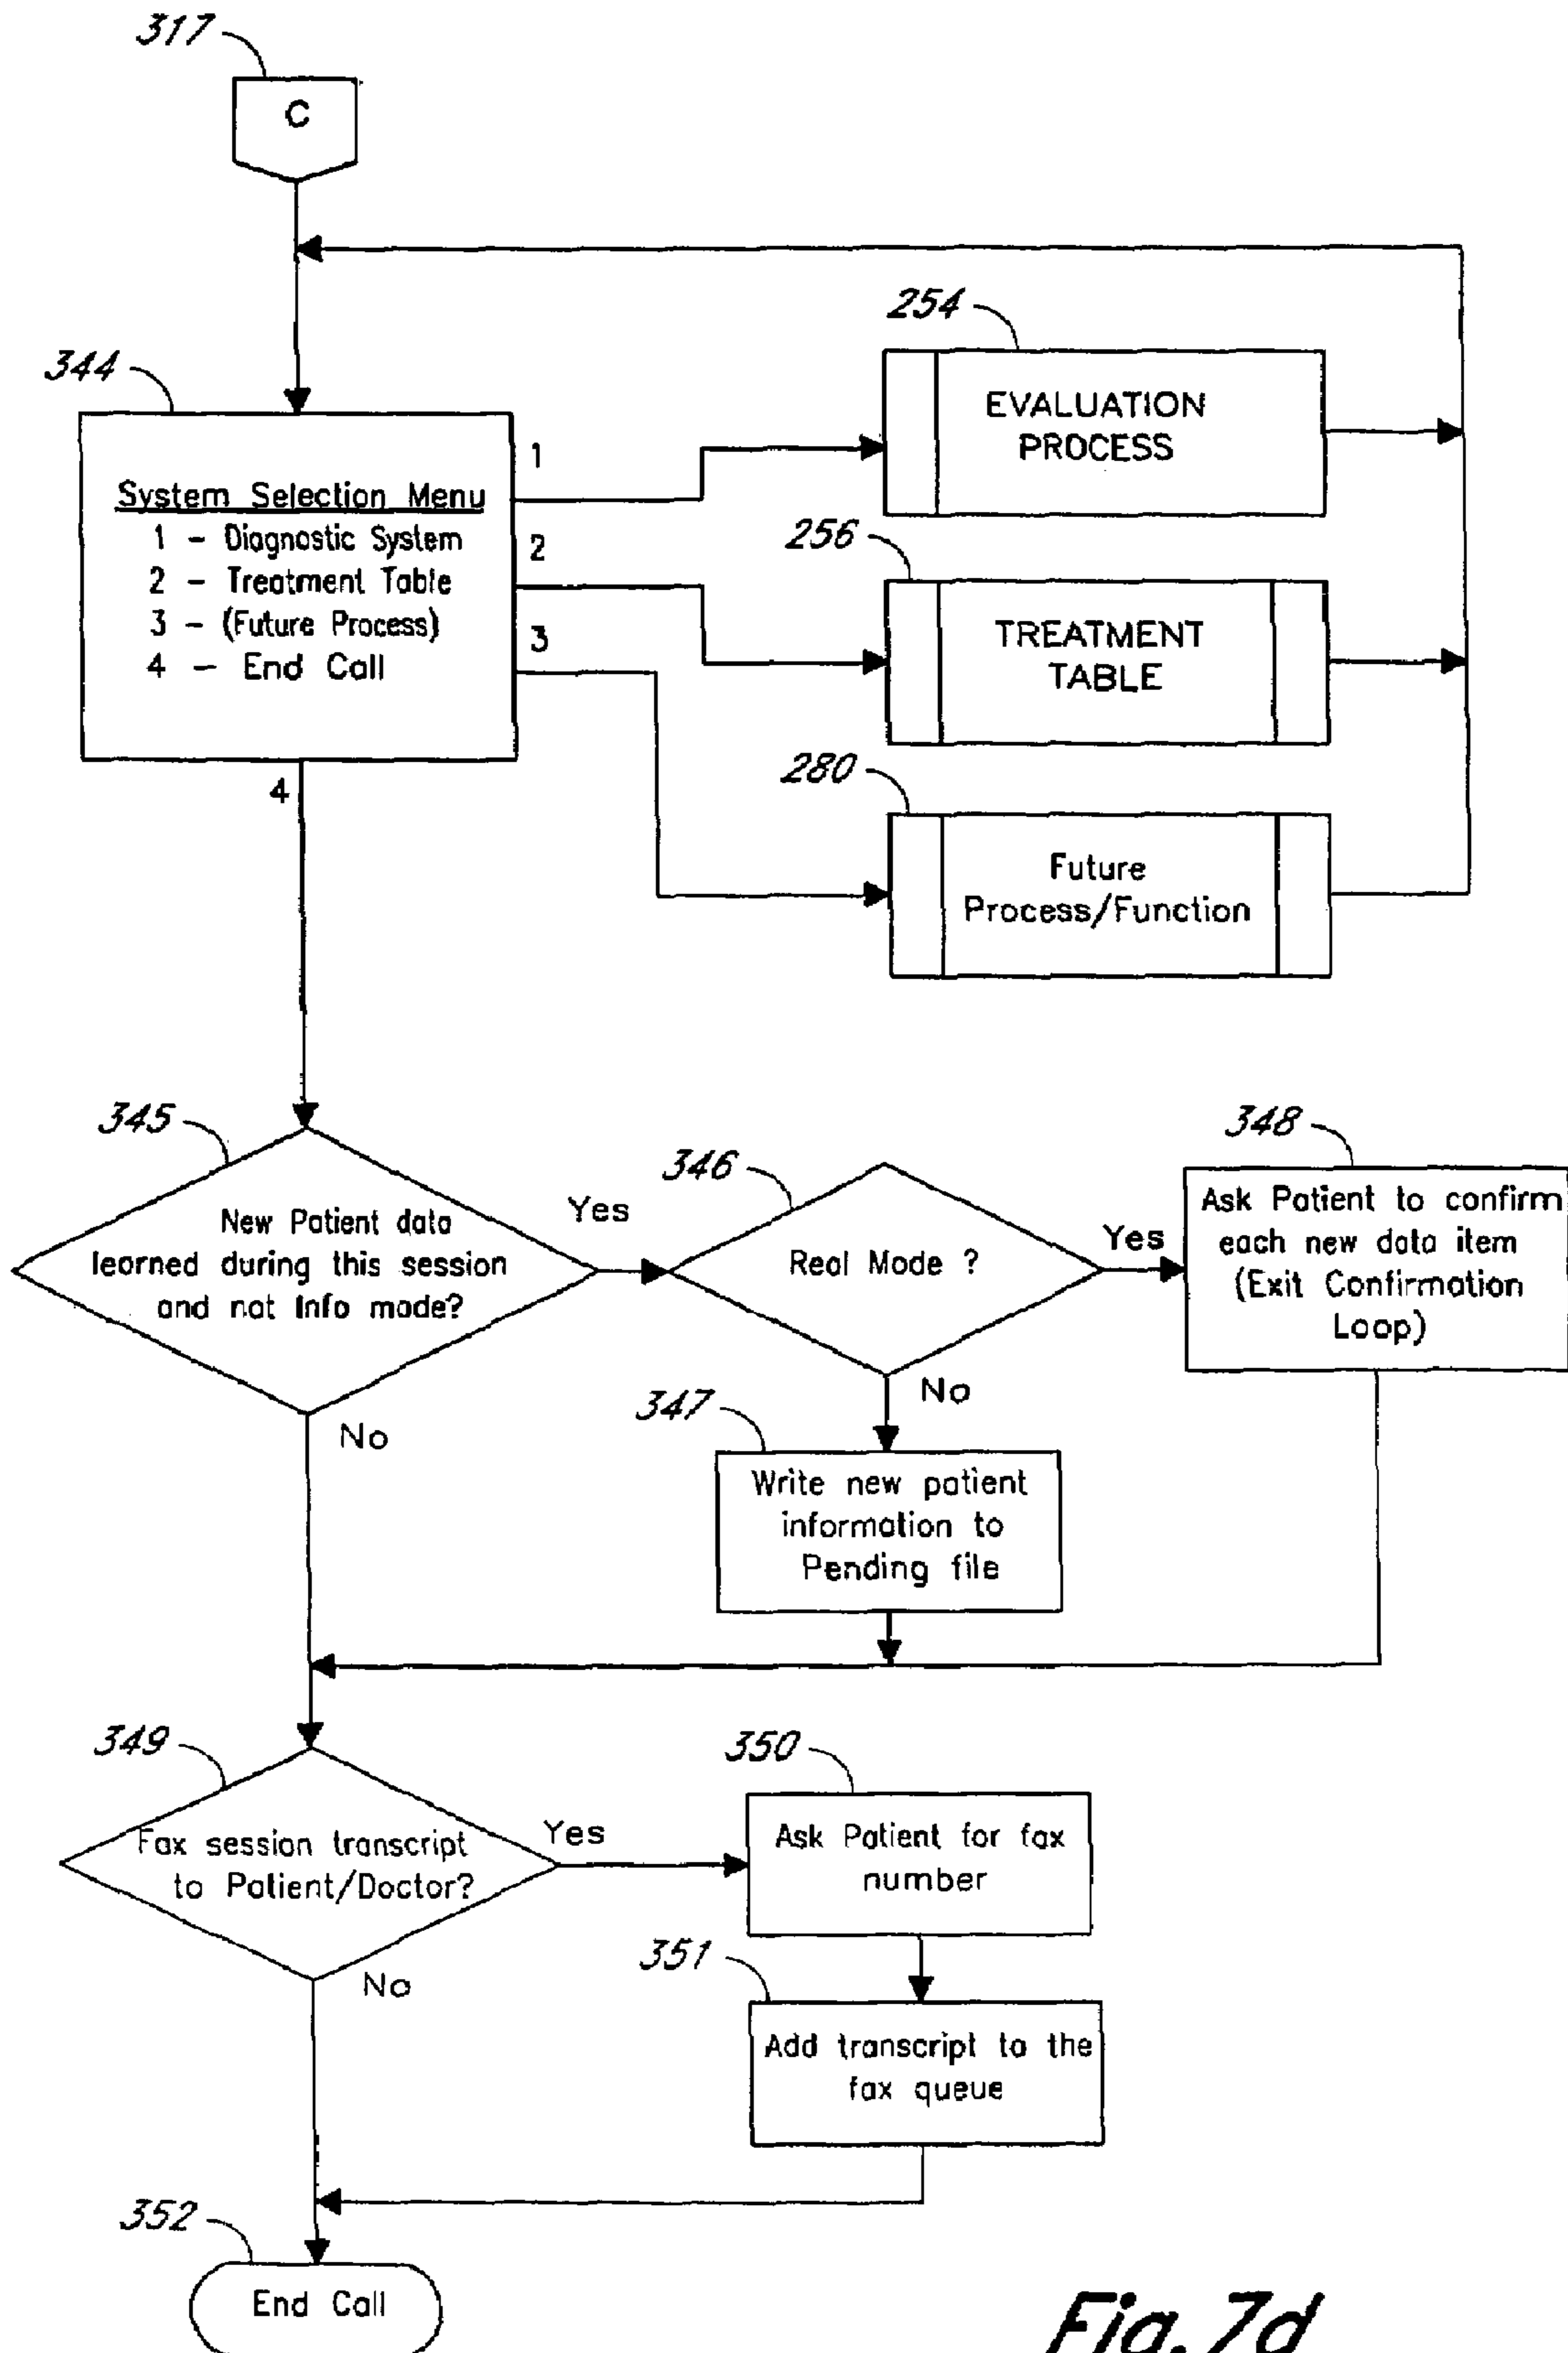 317
C
254
EVALUATION
PROCESS
344
System Selection Menu
1 - Diagnostic System
2 - Treatment Table
3 - (Future Process)
4 - End Call
1
2
3
4
256
TREATMENT
TABLE
280
Future
Process/Function
345
New Patient data
learned during this session
and not Info mode?
Yes
No
346
Real Mode ?
Yes
No
348
Ask Patient to confirm
each new data item
(Exit Confirmation
Loop)
347
Write new patient
information to
Pending file
349
Fax session transcript
to Patient/Doctor?
Yes
No
350
Ask Patient for fax
number
351
Add transcript to the
fax queue
352
End Call
Fig. 7d